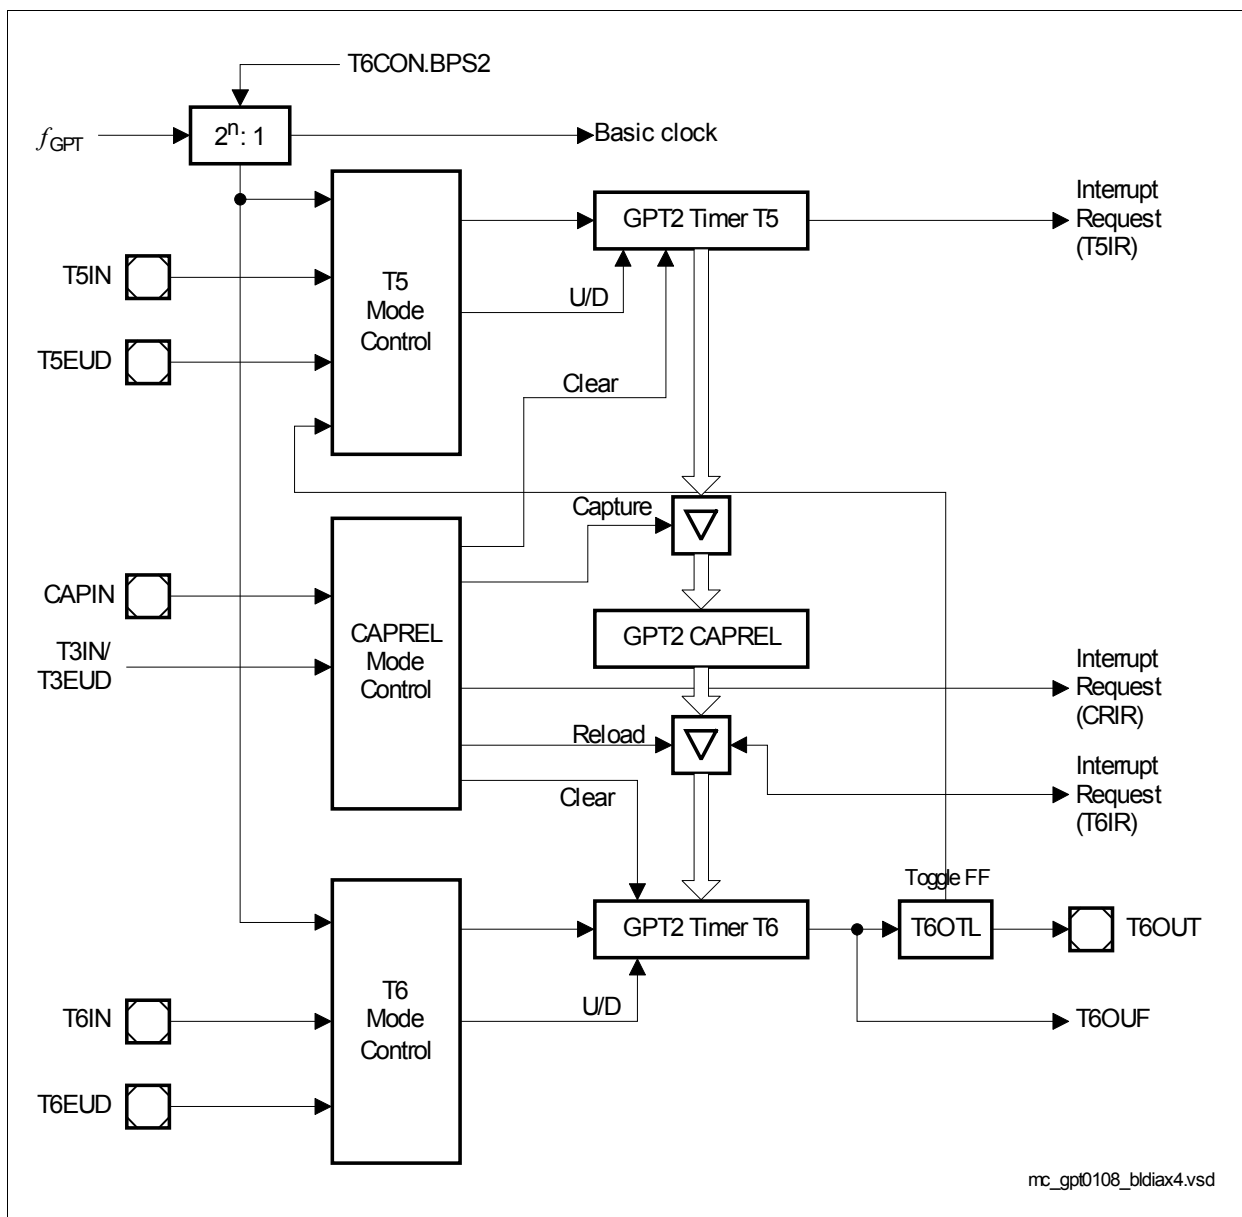 T6CON.BPS2
fGPT
2n: 1
Basic clock
Interrupt
Request
(T5IR)
GPT2 Timer T5
T5IN
T5
Mode
Control
U/D
T5EUD
Clear
Capture
CAPIN
CAPREL
Mode
Control
GPT2 CAPREL
T3IN/
T3EUD
Interrupt
Request
(CRIR)
Reload
Interrupt
Request
(T6IR)
Clear
Toggle FF
GPT2 Timer T6
T6OTL
T6OUT
T6
Mode
Control
U/D
T6IN
T6OUF
T6EUD
mc_gpt0108_bldiax4.vsd